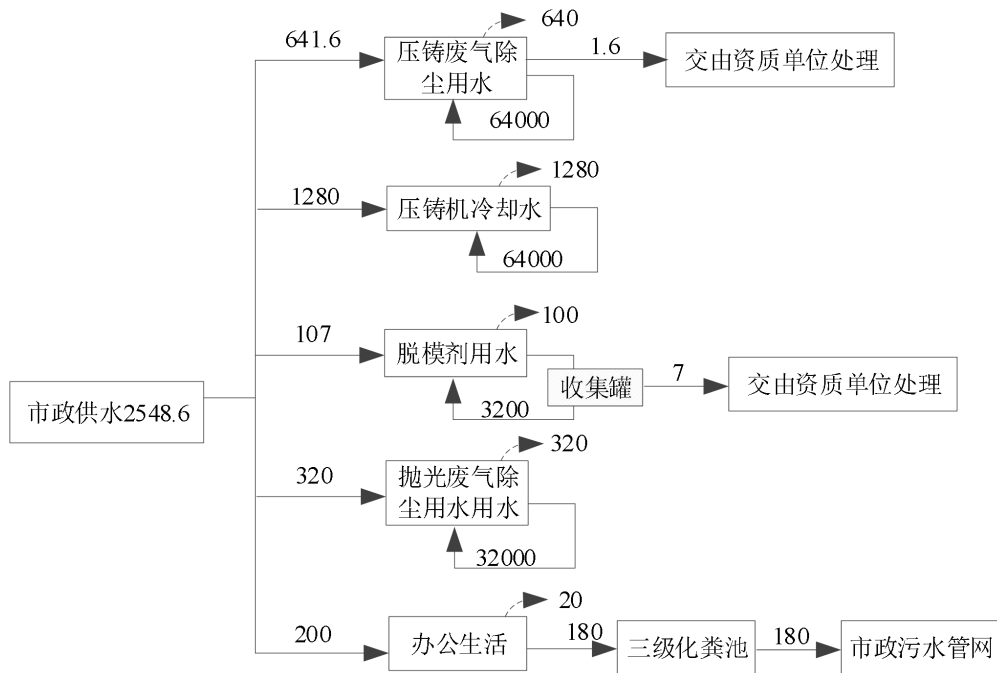 640
641.6
压铸废气除
尘用水
1.6
交由资质单位处理
64000
1280
1280
压铸机冷却水
64000
100
107
脱模剂用水
收集罐
7
交由资质单位处理
3200
市政供水2548.6
320
320
抛光废气除
尘用水用水
32000
20
200
办公生活
180
三级化粪池
180
市政污水管网